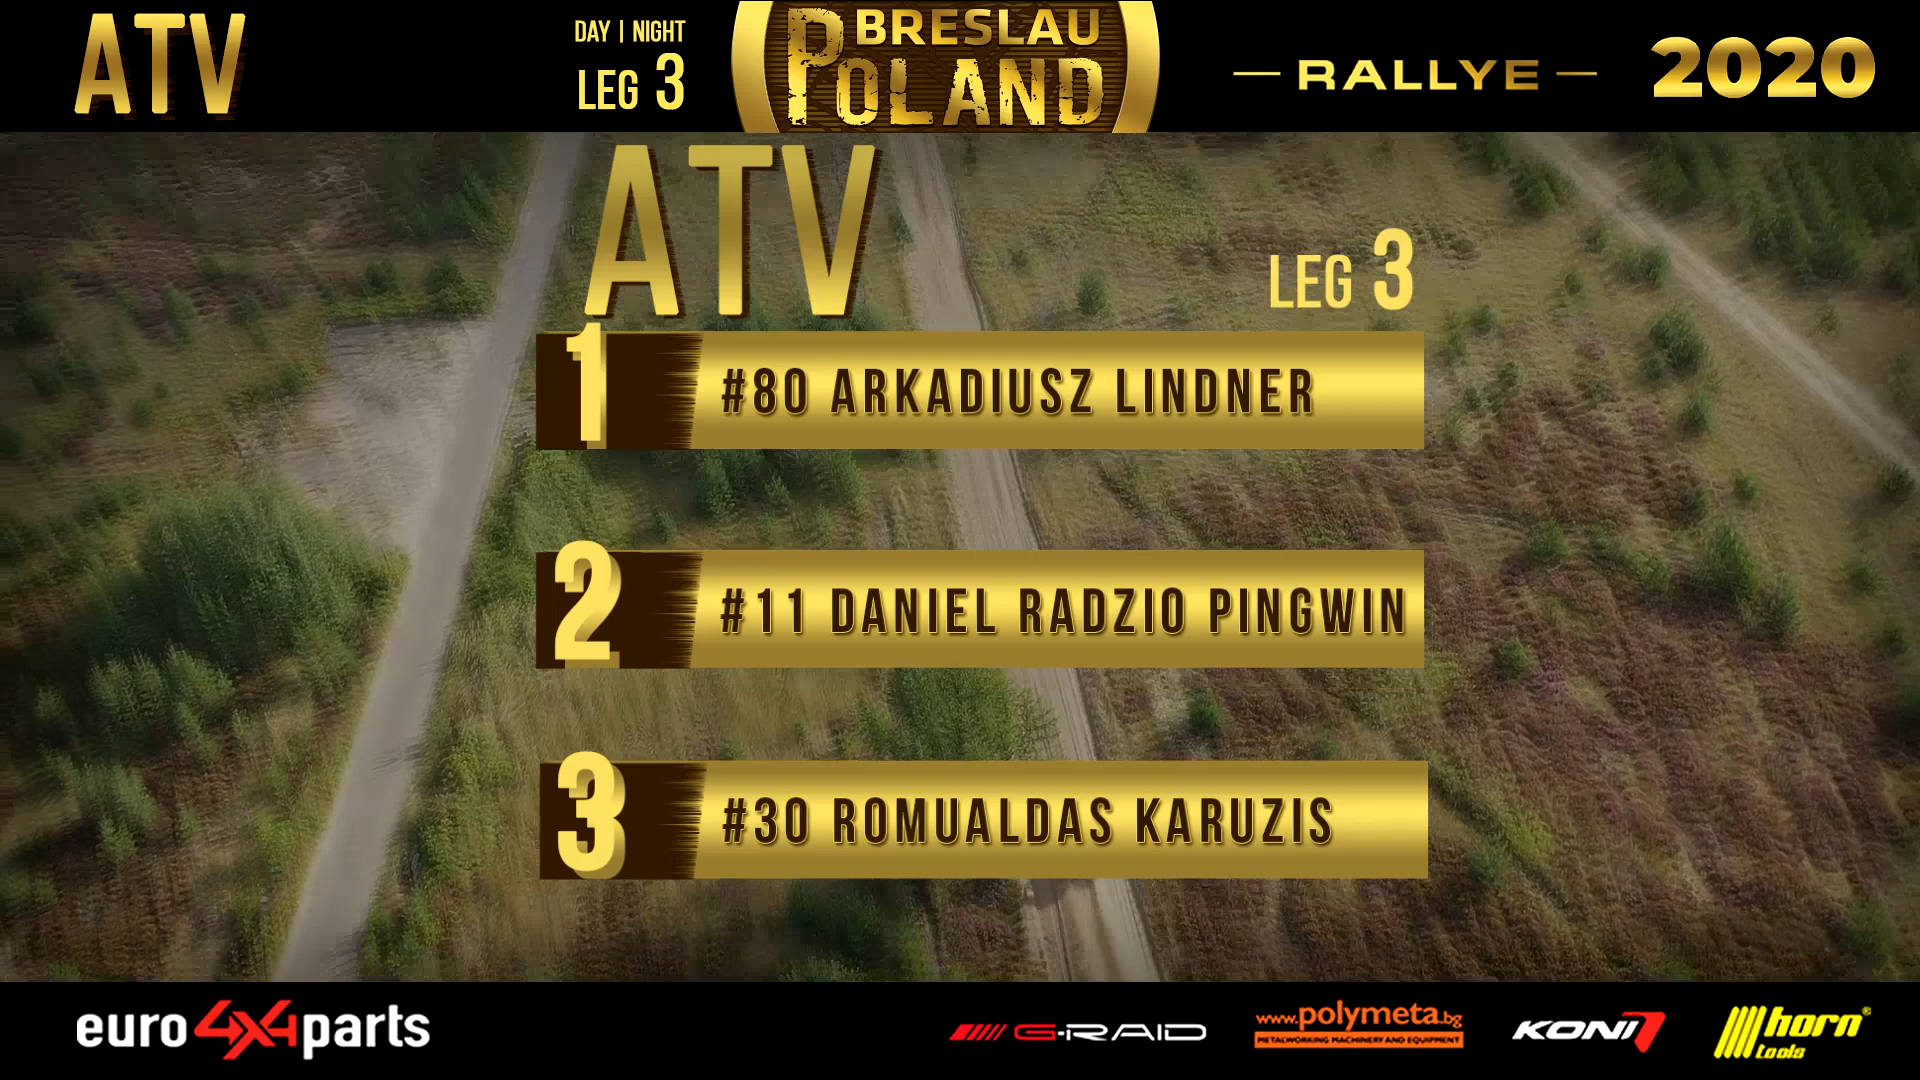 ATV
DAY | NIGHT
LEG 3
BRESLAU
POLAND
RALLYE
2020
ATV
LEG 3
1 #80 ARKADIUSZ LINDNER
2 #11 DANIEL RADZIO PINGWIN
3 #30 ROMUALDAS KARUZIS
euro4x4parts
G-RAID
www.polymeta.bg
METALWORKING MACHINERY AND EQUIPMENT
KONI
horn®
tools